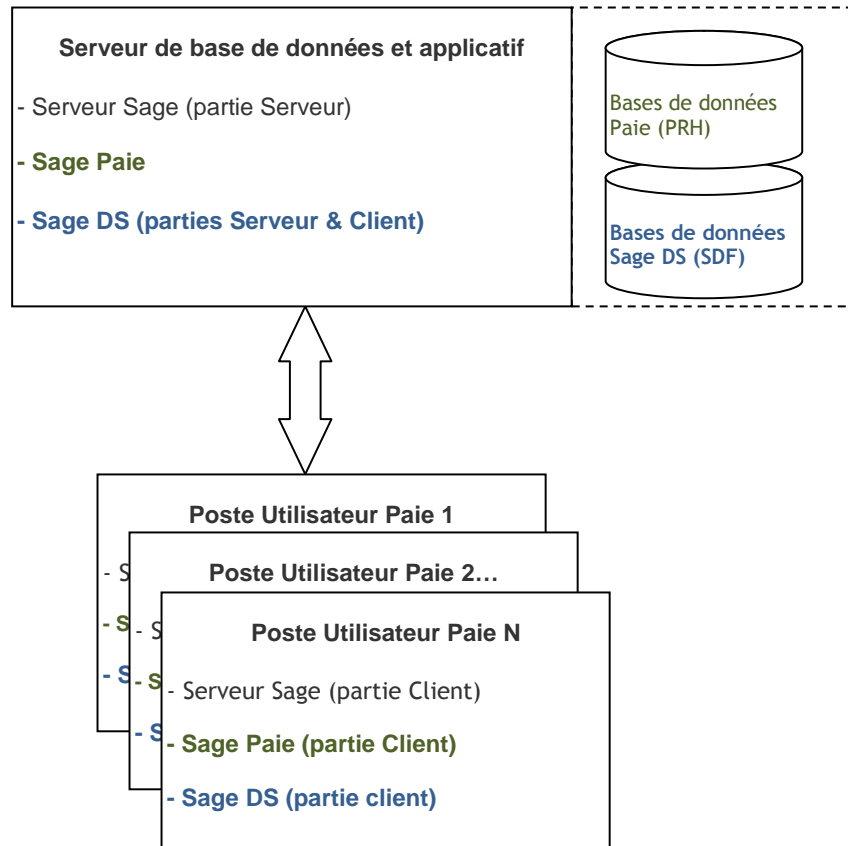 Serveur de base de données et applicatif
- Serveur Sage (partie Serveur)
- Sage Paie
- Sage DS (parties Serveur & Client)
Bases de données
Paie (PRH)
Bases de données
Sage DS (SDF)
Poste Utilisateur Paie 1
- S
- S
- S
Poste Utilisateur Paie 2…
- S
- S
- S
Poste Utilisateur Paie N
- Serveur Sage (partie Client)
- Sage Paie (partie Client)
- Sage DS (partie client)